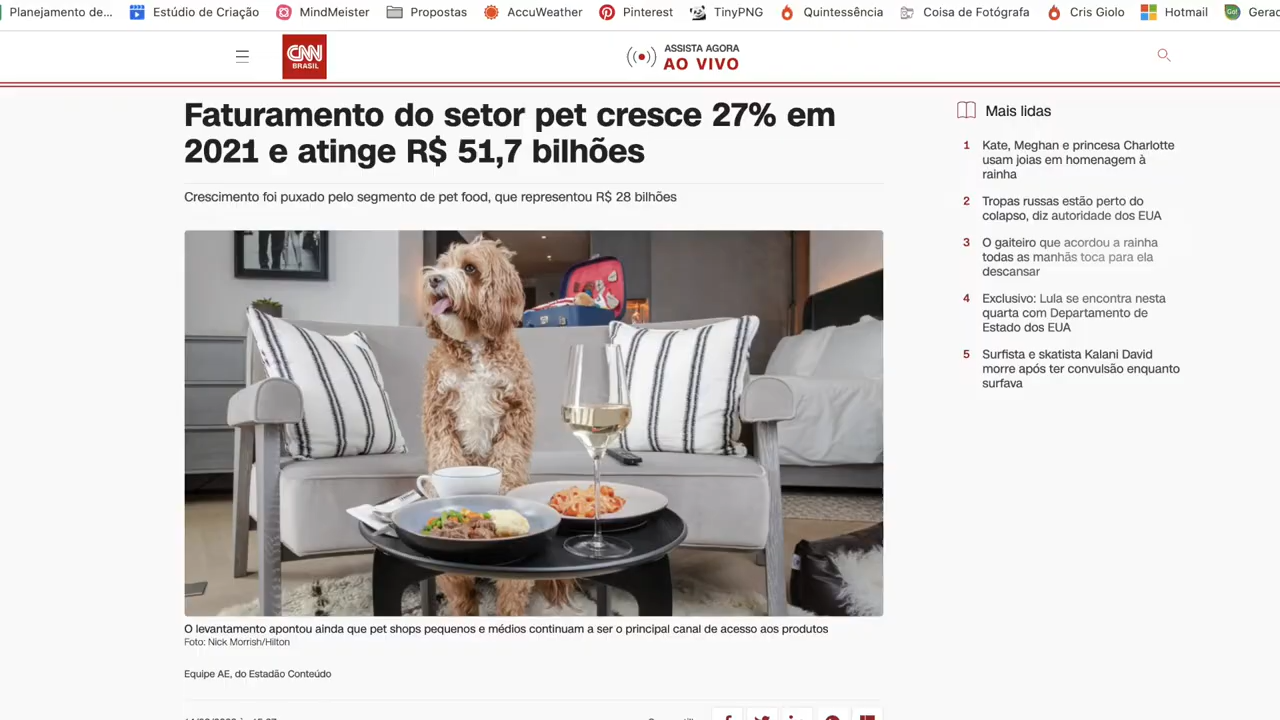 Planejamento de...
Estúdio de Criação
MindMeister
Propostas
AccuWeather
Pinterest
TinyPNG
Quinessência
Coisa de Fotógrafa
Cris Giolo
Hotmail
CNN
BRASIL
ASSISTA AGORA
AO VIVO
Faturamento do setor pet cresce 27% em
2021 e atinge R$ 51,7 bilhões
Crescimento foi puxado pelo segmento de pet food, que representou R$ 28 bilhões
O levantamento apontou ainda que pet shops pequenos e médios continuam a ser o principal canal de acesso aos produtos
Foto: Nick Morrish/Hilton
Equipe AE, do Estadão Conteúdo
Mais lidas
1 Kate, Meghan e princesa Charlotte
usam joias em homenagem à
rainha
2 Tropas russas estão perto do
colapso, diz autoridade dos EUA
3 O gaiteiro que acordou a rainha
todas as manhãs toca para ela
descansar
4 Exclusivo: Lula se encontra nesta
quarta com Departamento de
Estado dos EUA
5 Surfista e skatista Kalani David
morre após ter convulsão enquanto
surfava